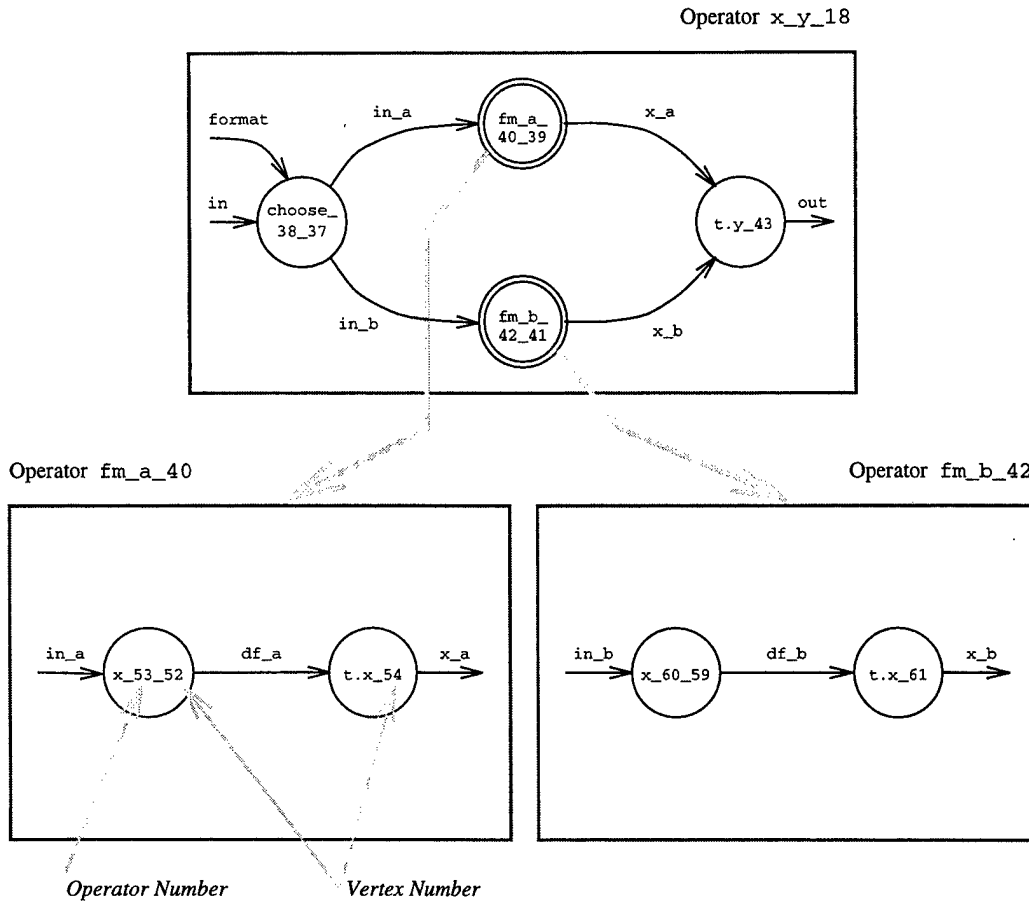 Operator x_y_18
format
in_a
fm_a_
40_39
x_a
in
choose_
38_37
t.y_43
out
in_b
fm_b_
42_41
x_b
Operator fm_a_40
Operator fm_b_42
in_a
x_53_52
df_a
t.x_54
x_a
in_b
x_60_59
df_b
t.x_61
x_b
Operator Number
Vertex Number